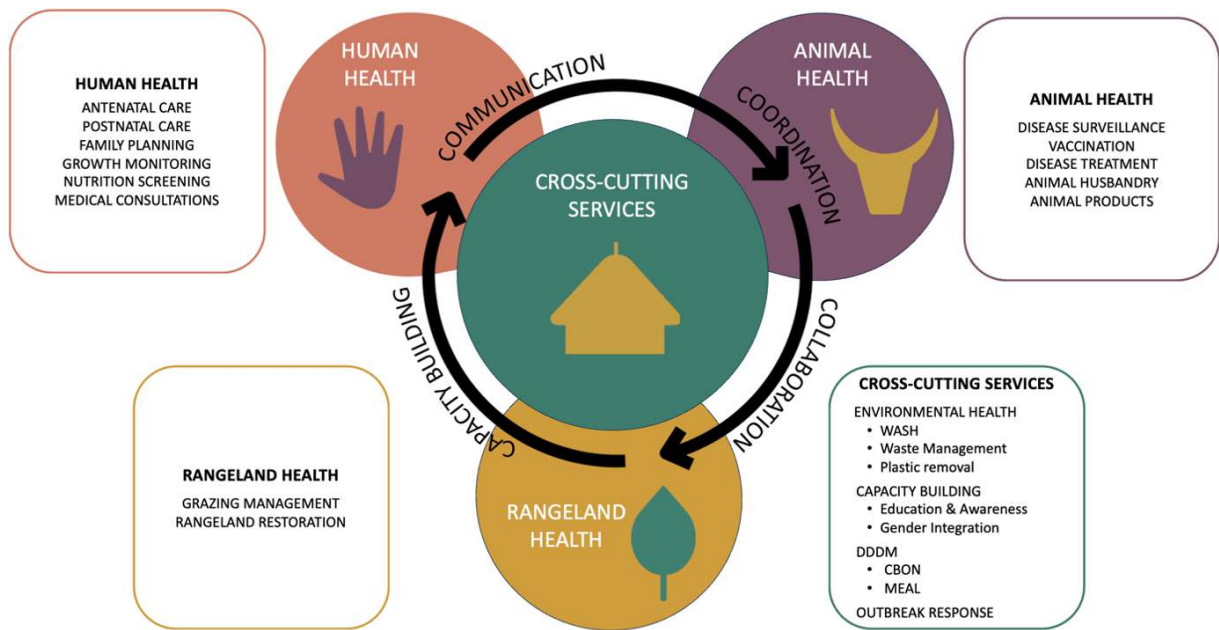 HUMAN HEALTH
ANTENATAL CARE
POSTNATAL CARE
FAMILY PLANNING
GROWTH MONITORING
NUTRITION SCREENING
MEDICAL CONSULTATIONS
HUMAN
HEALTH
COMMUNICATION
ANIMAL
HEALTH
COORDINATION
ANIMAL HEALTH
DISEASE SURVEILLANCE
VACCINATION
DISEASE TREATMENT
ANIMAL HUSBANDRY
ANIMAL PRODUCTS
CROSS-CUTTING
SERVICES
CAPACITY BUILDING
COLLABORATION
RANGELAND HEALTH
GRAZING MANAGEMENT
RANGELAND RESTORATION
RANGELAND
HEALTH
CROSS-CUTTING SERVICES
ENVIRONMENTAL HEALTH
• WASH
• Waste Management
• Plastic removal
CAPACITY BUILDING
• Education & Awareness
• Gender Integration
DDDM
• CBON
• MEAL
OUTBREAK RESPONSE